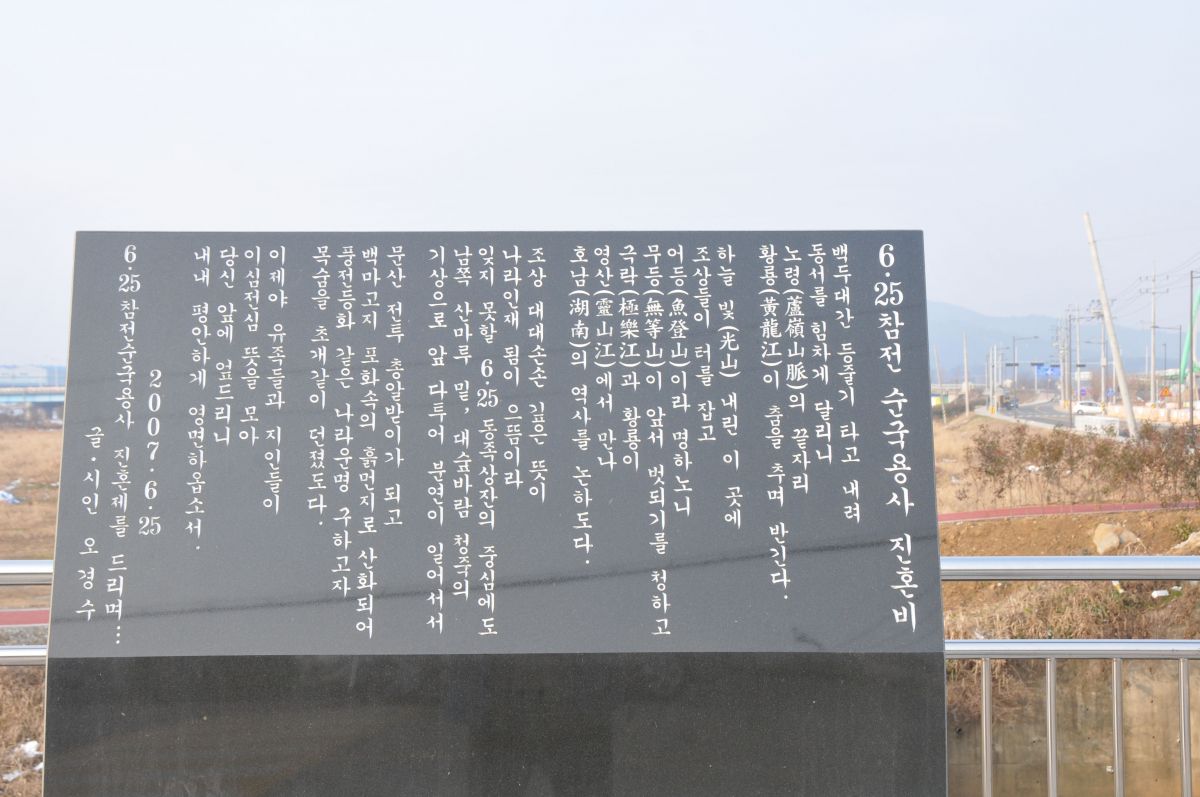 6·25참전 순국용사 진혼비
백두대간 등줄기 타고 내려
동서를 힘차게 달리니
노령(蘆嶺山脈)의 끝자리
황룡(黃龍江)이 춤을 추며 반긴다.
하늘 빛(光山) 내린 이 곳에
조상들이 터를 잡고
어등(魚登山)이라 명하노니
무등(無等山)이 앞서 벗되기를 청하고
극락(極樂江)과 황룡이
영산(靈山江)에서 만나
호남(湖南)의 역사를 논하도다.
조상 대대손손 깊은 뜻이
나라인재 됨이 으뜸이라
잊지 못할 6·25 동족상잔의 중심에도
남쪽 산마루 밑, 대숲바람 청죽의
기상으로 앞 다투어 분연이 일어서서
문산 전투 총알받이가 되고
백마고지 포화속의 흙먼지로 산화되어
풍전등화 같은 나라운명 구하고자
목숨을 초개같이 던졌도다.
이제야 유족들과 지인들이
이심전심 뜻을 모아
당신 앞에 엎드리니
내내 평안하게 영면하옵소서.
2007·6·25
6·25참전순국용사 진혼제를 드리며…
글·시인 오경수